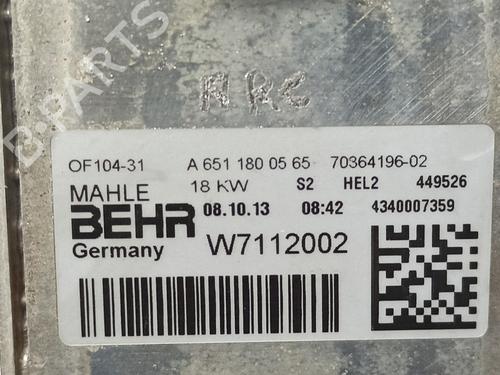 B-PARTS
ARC
OF104-31 A 651 180 05 65 70364196-02
MAHLE 18 KW S2 HEL2 449526
BEHR 08.10.13 08:42 4340007359
Germany W7112002